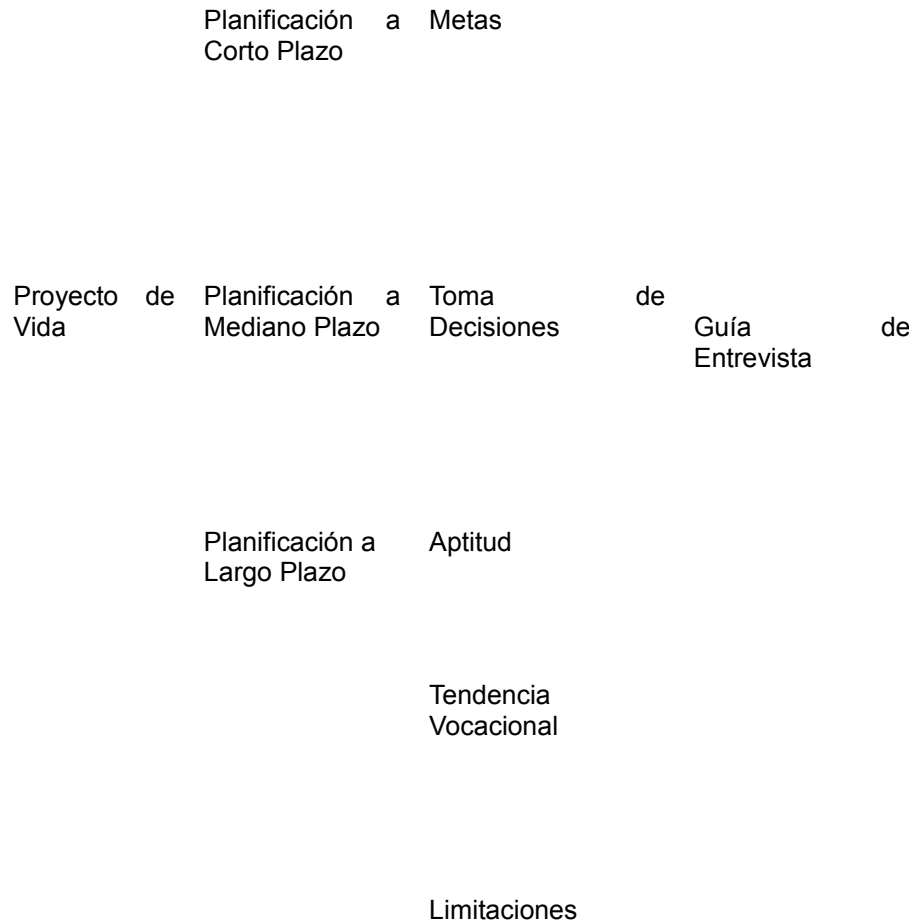 Planificación a
Corto Plazo
Metas
Proyecto de
Vida
Planificación a
Mediano Plazo
Toma de
Decisiones
Guía de
Entrevista
Planificación a
Largo Plazo
Aptitud
Tendencia
Vocacional
Limitaciones